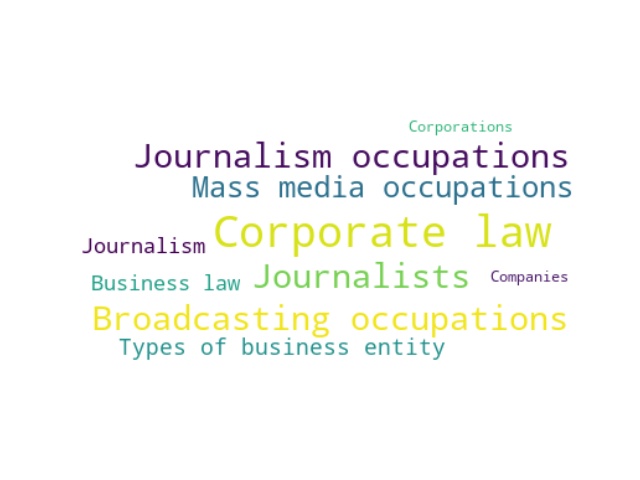 Corporations
Journalism occupations
Mass media occupations
Corporate law
Journalism
Journalists
Companies
Business law
Broadcasting occupations
Types of business entity